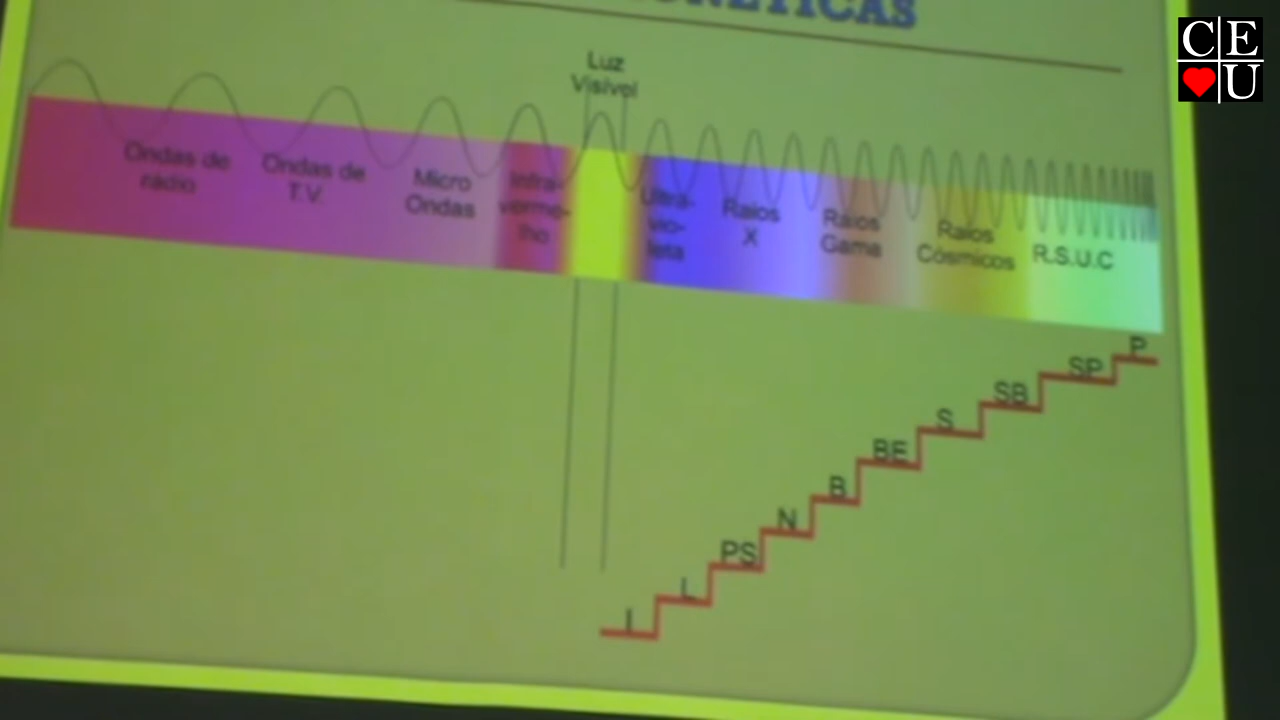 C E
U
Luz
Visível
Ondas de
rádio
Ondas de
T.V.
Micro
Ondas
Infra-
verme-
lho
Ultra-
vio-
leta
Raios
X
Raios
Gama
Raios
Cósmicos
R.S.U.C
P
SP
SB
S
BE
B
N
PS
L
I